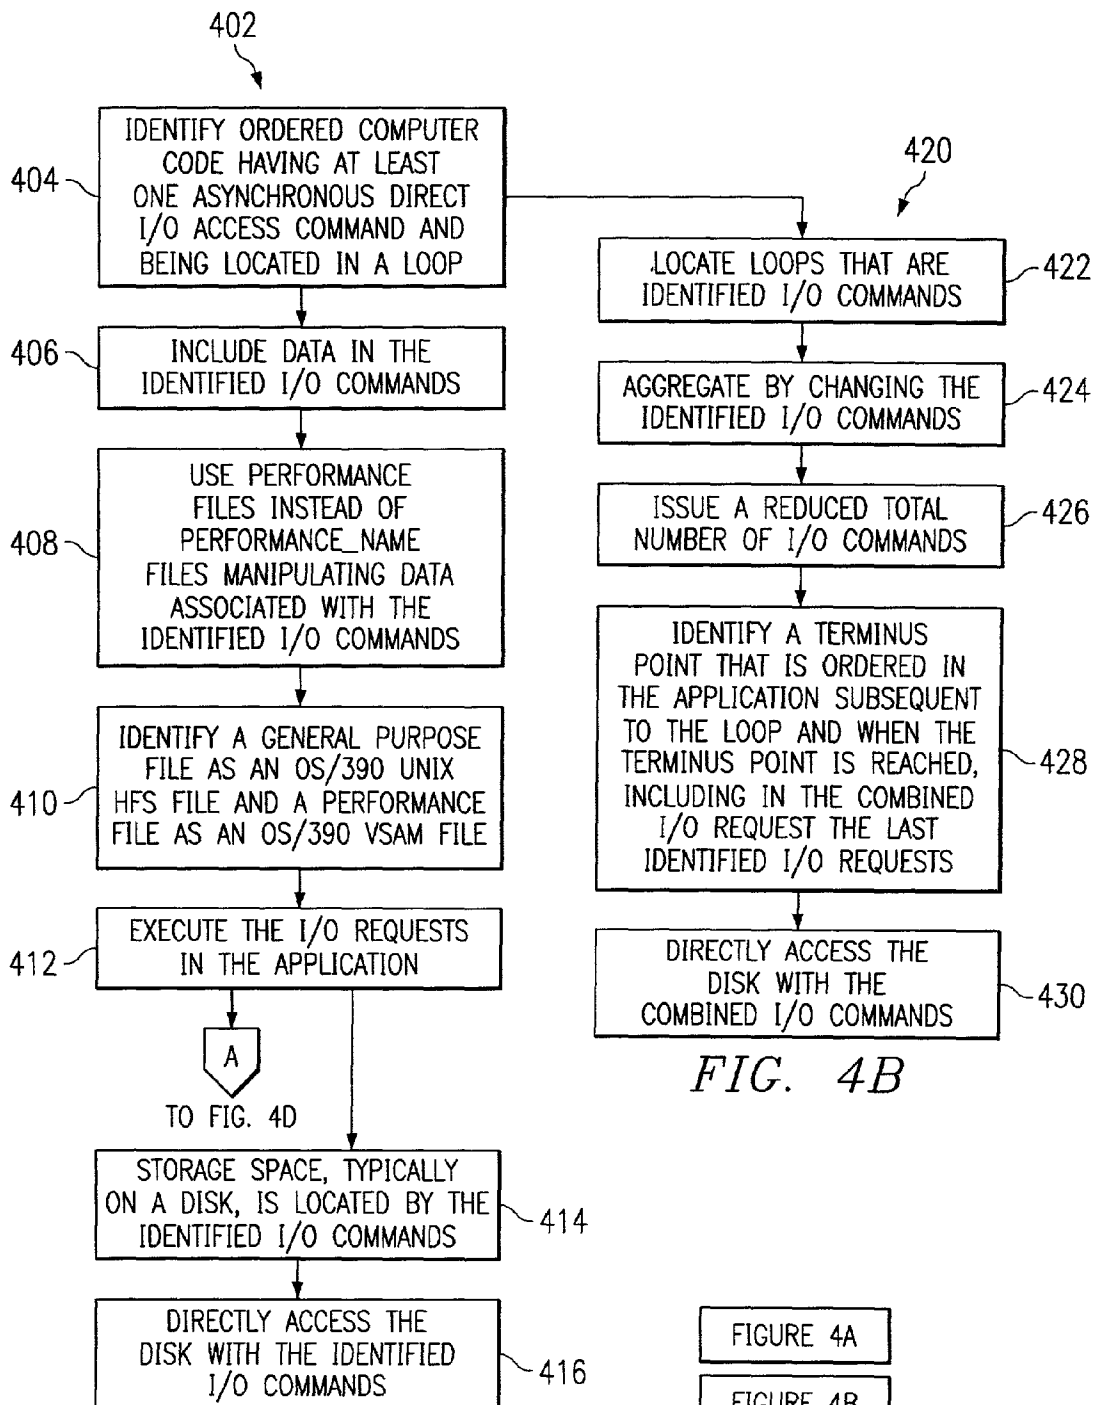 402
IDENTIFY ORDERED COMPUTER
CODE HAVING AT LEAST
ONE ASYNCHRONOUS DIRECT
I/O ACCESS COMMAND AND
BEING LOCATED IN A LOOP
404
INCLUDE DATA IN THE
IDENTIFIED I/O COMMANDS
406
USE PERFORMANCE
FILES INSTEAD OF
PERFORMANCE_NAME
FILES MANIPULATING DATA
ASSOCIATED WITH THE
IDENTIFIED I/O COMMANDS
408
IDENTIFY A GENERAL PURPOSE
FILE AS AN OS/390 UNIX
HFS FILE AND A PERFORMANCE
FILE AS AN OS/390 VSAM FILE
410
EXECUTE THE I/O REQUESTS
IN THE APPLICATION
412
A
TO FIG. 4D
STORAGE SPACE, TYPICALLY
ON A DISK, IS LOCATED BY THE
IDENTIFIED I/O COMMANDS
414
DIRECTLY ACCESS THE
DISK WITH THE IDENTIFIED
I/O COMMANDS
416
420
LOCATE LOOPS THAT ARE
IDENTIFIED I/O COMMANDS
422
AGGREGATE BY CHANGING THE
IDENTIFIED I/O COMMANDS
424
ISSUE A REDUCED TOTAL
NUMBER OF I/O COMMANDS
426
IDENTIFY A TERMINUS
POINT THAT IS ORDERED IN
THE APPLICATION SUBSEQUENT
TO THE LOOP AND WHEN THE
TERMINUS POINT IS REACHED,
INCLUDING IN THE COMBINED
I/O REQUEST THE LAST
IDENTIFIED I/O REQUESTS
428
DIRECTLY ACCESS THE
DISK WITH THE
COMBINED I/O COMMANDS
430
FIG. 4B
FIGURE 4A
FIGURE 4B